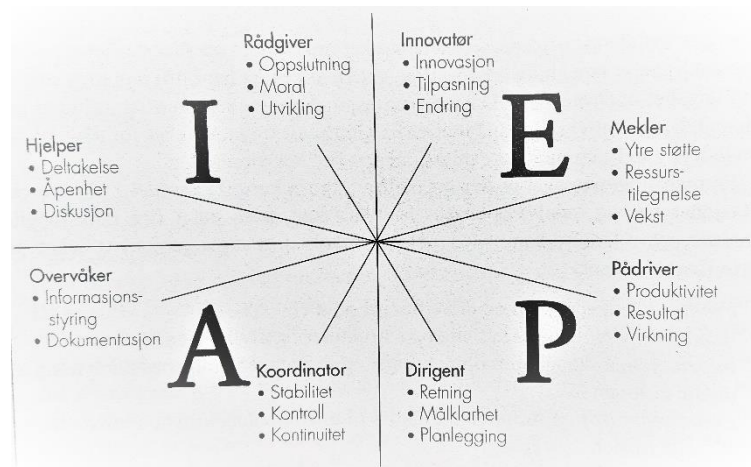 Rådgiver
• Oppslutning
• Moral
• Utvikling
I
Hjelper
• Deltakelse
• Åpenhet
• Diskusjon
Innovatør
• Innovasjon
• Tilpasning
• Endring
E
Mekler
• Ytre støtte
• Ressurs-
tilegnelse
• Vekst
Overvåker
• Informasjons-
styring
• Dokumentasjon
A
Koordinator
• Stabilitet
• Kontroll
• Kontinuitet
Pådriver
• Produktivitet
• Resultat
• Virkning
P
Dirigent
• Retning
• Målklarhet
• Planlegging